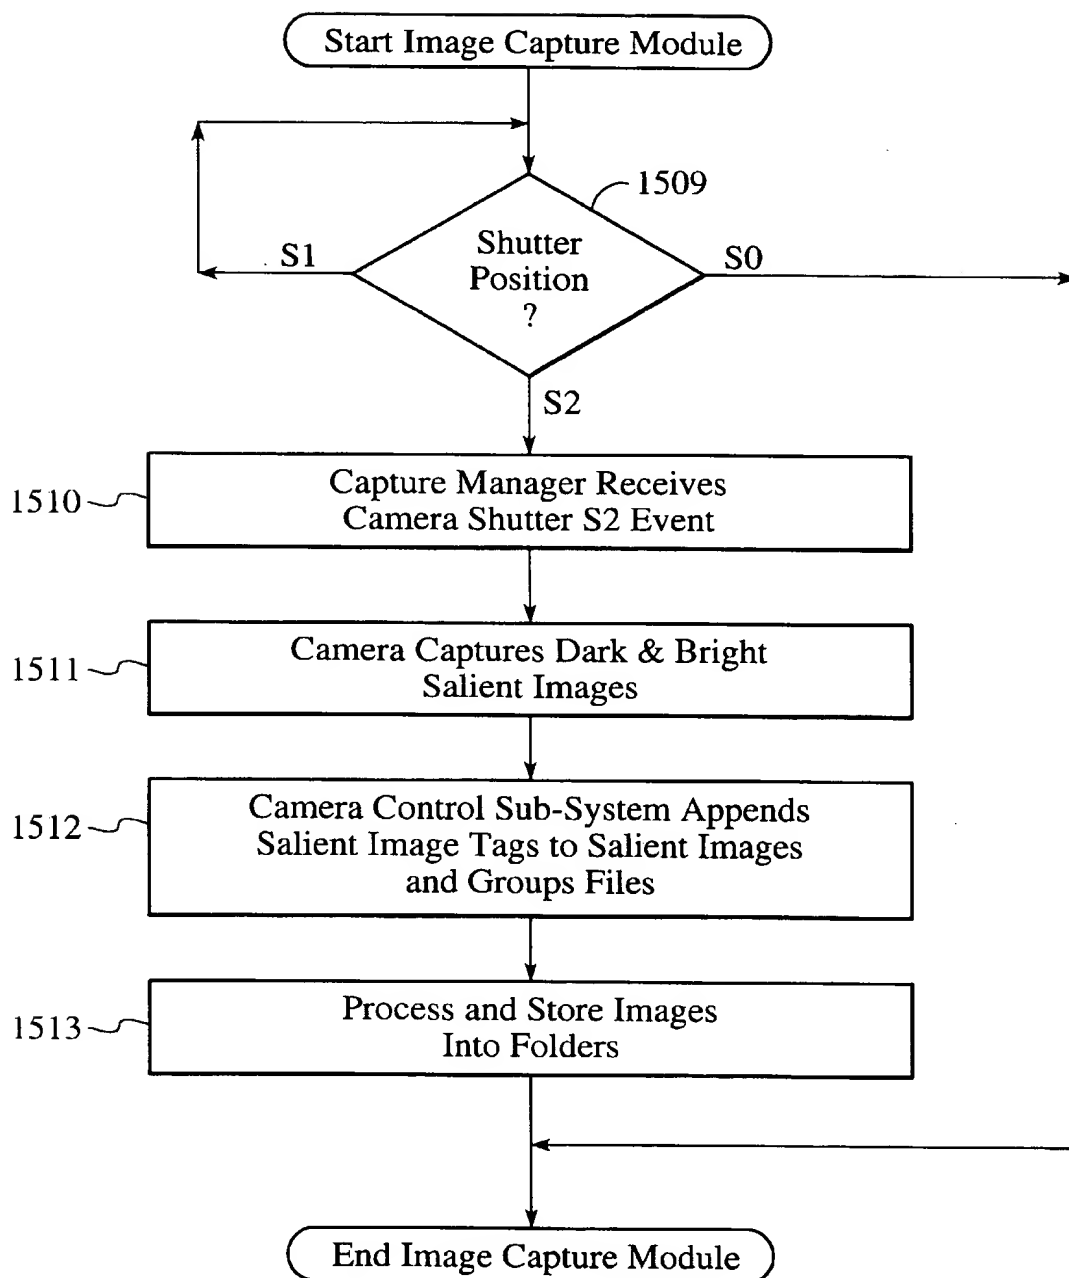 Start Image Capture Module
1509
Shutter
Position
?
S1
S0
S2
1510
Capture Manager Receives
Camera Shutter S2 Event
1511
Camera Captures Dark & Bright
Salient Images
1512
Camera Control Sub-System Appends
Salient Image Tags to Salient Images
and Groups Files
1513
Process and Store Images
Into Folders
End Image Capture Module